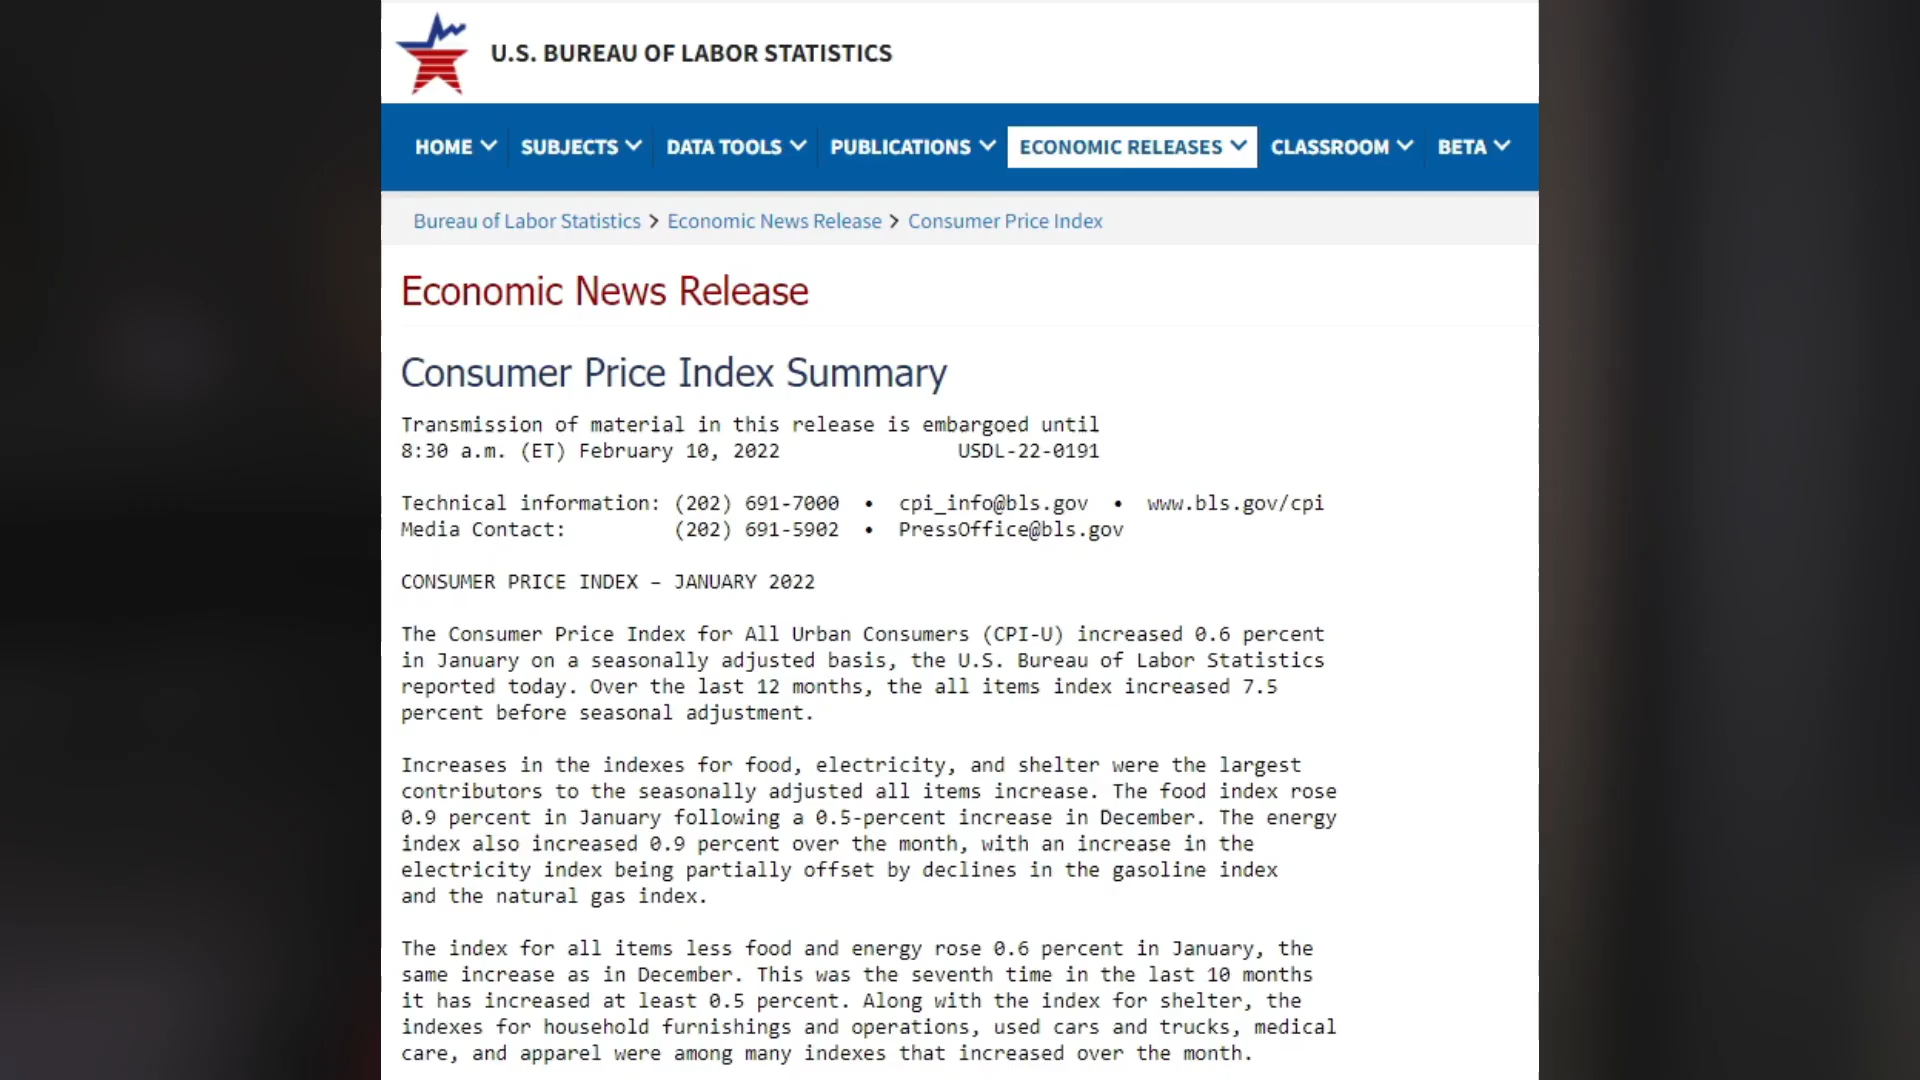 U.S. BUREAU OF LABOR STATISTICS
HOME SUBJECTS DATA TOOLS PUBLICATIONS ECONOMIC RELEASES CLASSROOM BETA
Bureau of Labor Statistics > Economic News Release > Consumer Price Index
Economic News Release
Consumer Price Index Summary
Transmission of material in this release is embargoed until
8:30 a.m. (ET) February 10, 2022 USDL-22-0191
Technical information: (202) 691-7000 • cpi_info@bls.gov • www.bls.gov/cpi
Media Contact: (202) 691-5902 • PressOffice@bls.gov
CONSUMER PRICE INDEX – JANUARY 2022
The Consumer Price Index for All Urban Consumers (CPI-U) increased 0.6 percent
in January on a seasonally adjusted basis, the U.S. Bureau of Labor Statistics
reported today. Over the last 12 months, the all items index increased 7.5
percent before seasonal adjustment.
Increases in the indexes for food, electricity, and shelter were the largest
contributors to the seasonally adjusted all items increase. The food index rose
0.9 percent in January following a 0.5-percent increase in December. The energy
index also increased 0.9 percent over the month, with an increase in the
electricity index being partially offset by declines in the gasoline index
and the natural gas index.
The index for all items less food and energy rose 0.6 percent in January, the
same increase as in December. This was the seventh time in the last 10 months
it has increased at least 0.5 percent. Along with the index for shelter, the
indexes for household furnishings and operations, used cars and trucks, medical
care, and apparel were among many indexes that increased over the month.